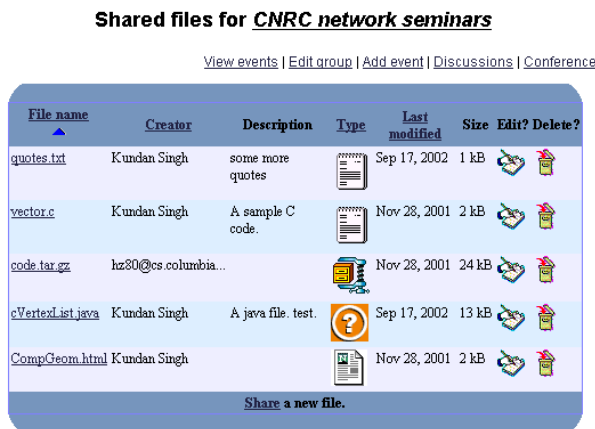 Shared files for CNRC network seminars
View events | Edit group | Add event | Discussions | Conference
File name Creator Description Type Last modified Size Edit? Delete?
quotes.txt Kundan Singh some more quotes Sep 17, 2002 1 kB
vector.c Kundan Singh A sample C code. Nov 28, 2001 2 kB
code.tar.gz hz80@cs.columbia... Nov 28, 2001 24 kB
cVertexList.java Kundan Singh A java file. test. Sep 17, 2002 13 kB
CompGeom.html Kundan Singh Nov 28, 2001 2 kB
Share a new file.